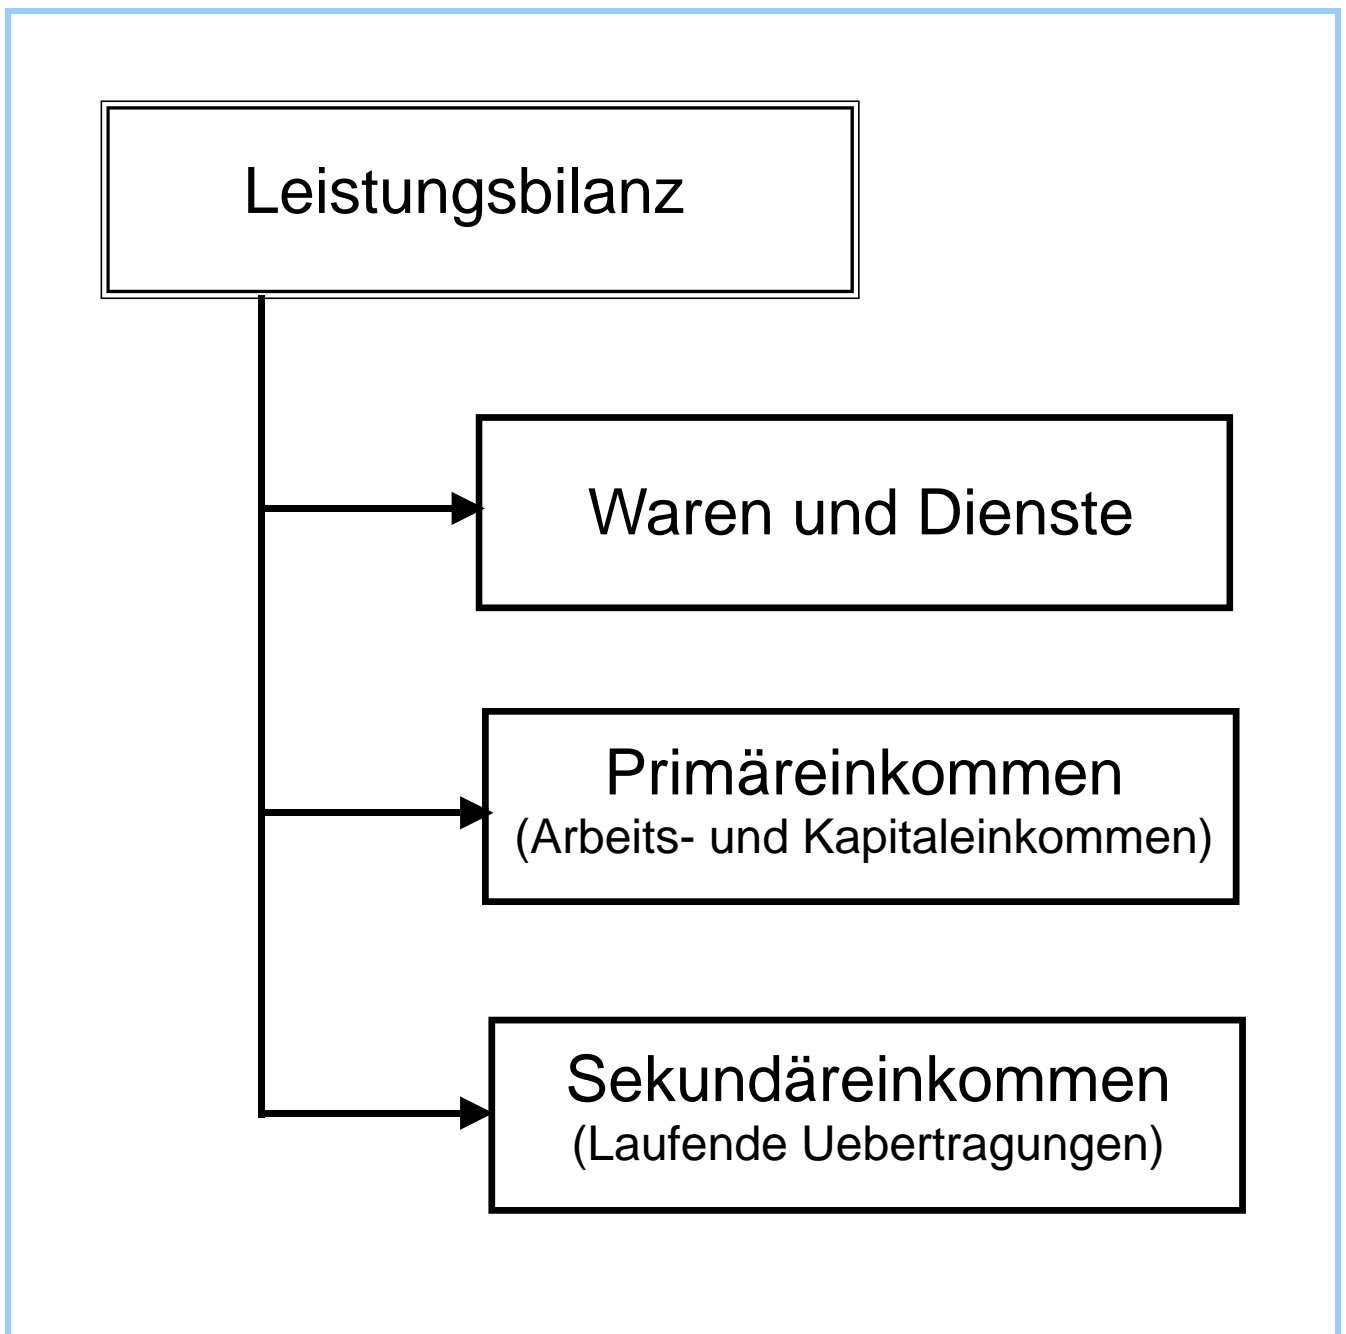 Leistungsbilanz
Waren und Dienste
Primäreinkommen
(Arbeits- und Kapitaleinkommen)
Sekundäreinkommen
(Laufende Uebertragungen)